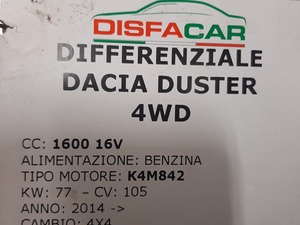 DISFACAR
DIFFERENZIALE
DACIA DUSTER
4WD
CC: 1600 16V
ALIMENTAZIONE: BENZINA
TIPO MOTORE: K4M842
KW: 77 – CV: 105
ANNO: 2014 ->
CAMBIO: 4X4